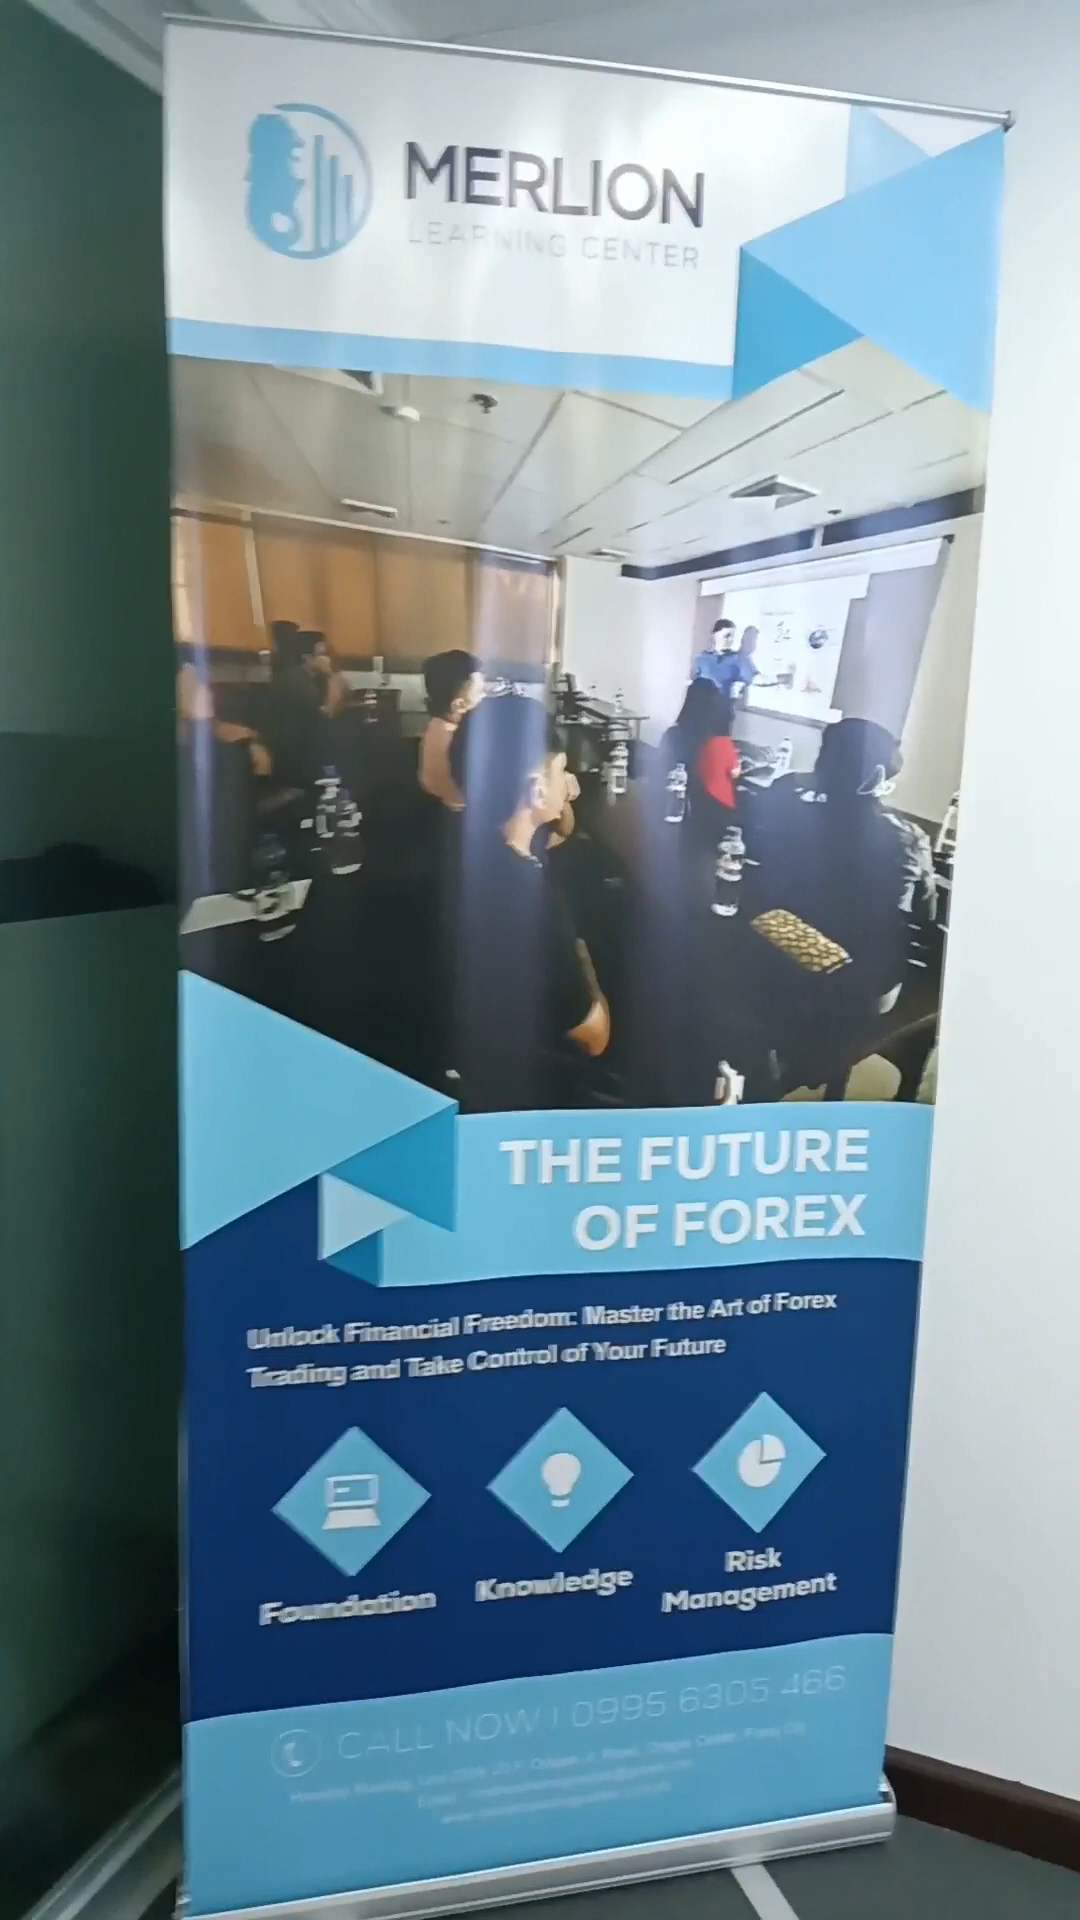 MERLION
LEARNING CENTER
24
THE FUTURE
OF FOREX
Unlock Financial Freedom: Master the Art of Forex
Trading and Take Control of Your Future
Foundation
Knowledge
Risk
Management
CALL NOW | 0995 6305 466